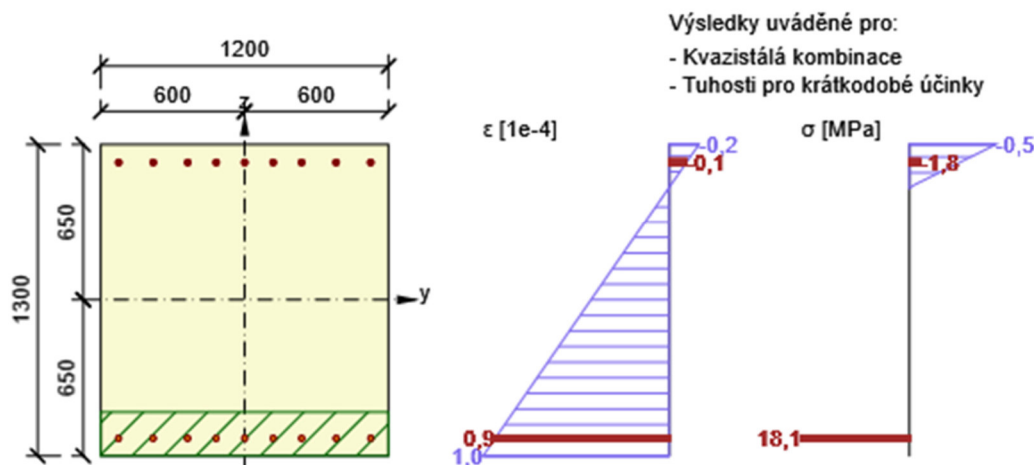 Výsledky uváděné pro:
- Kvazistálá kombinace
- Tuhosti pro krátkodobé účinky
1200
600
600
z
ε [1e-4]
σ [MPa]
-0,2
-0,1
-0,5
-1,8
1300
650
650
y
0,9
1,0
18,1